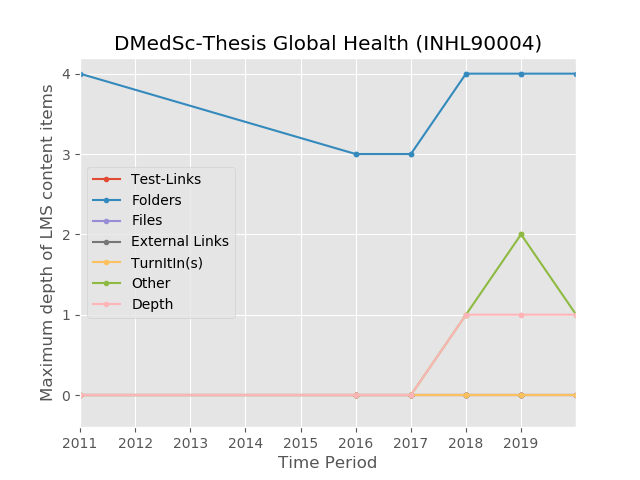 DMedSc-Thesis Global Health (INHL90004)
Maximum depth of LMS content items
4
3
2
1
0
Test-Links
Folders
Files
External Links
TurnItIn(s)
Other
Depth
2011 2012 2013 2014 2015 2016 2017 2018 2019
Time Period